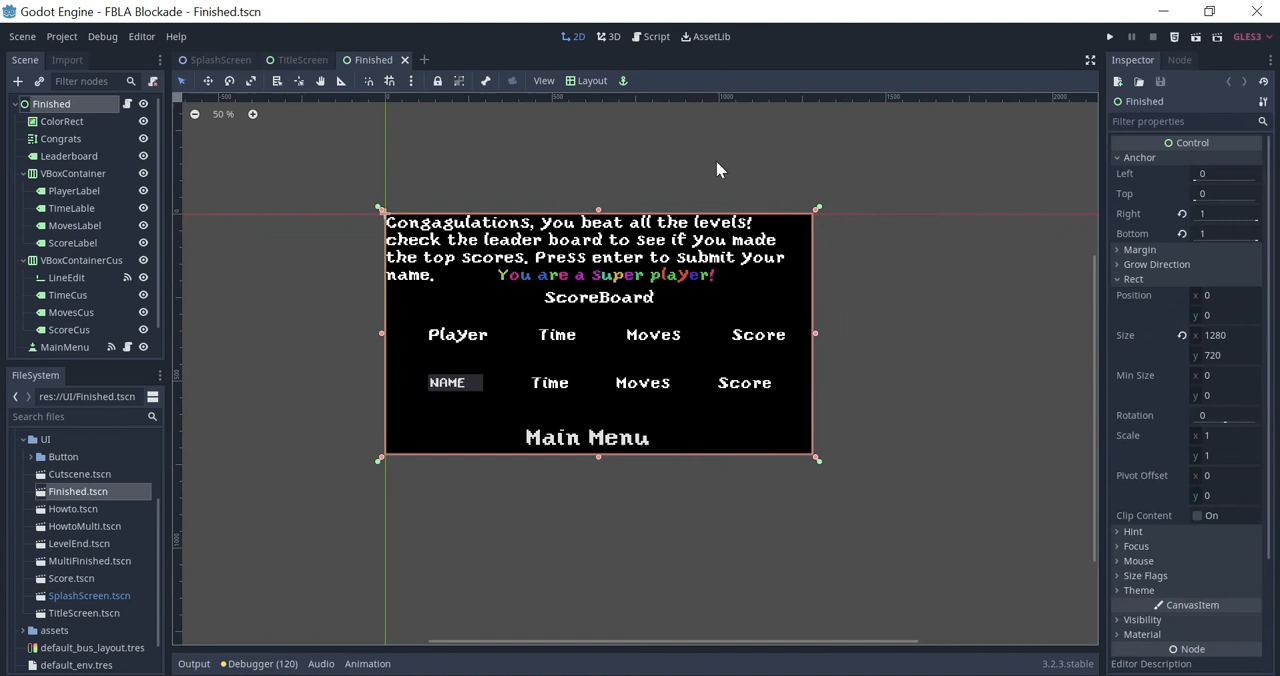 Godot Engine - FBLA Blockade - Finished.tscn
Scene Project Debug Editor Help
2D 3D Script AssetLib
GLES3
Scene Import
SplashScreen TitleScreen Finished
Inspector Node
Filter nodes
View Layout
Finished
ColorRect
Congrats
Leaderboard
VBoxContainer
PlayerLabel
TimeLable
MovesLabel
ScoreLabel
VBoxContainerCus
LineEdit
TimeCus
MovesCus
ScoreCus
MainMenu
FileSystem
res://UI/Finished.tscn
Search files
UI
Button
Cutscene.tscn
Finished.tscn
Howto.tscn
HowtoMulti.tscn
LevelEnd.tscn
MultiFinished.tscn
Score.tscn
SplashScreen.tscn
TitleScreen.tscn
assets
default_bus_layout.tres
default_env.tres
-500 0 500 1000 1500 2000
50 %
0
500
1000
Congagulations, You beat all the levels!
check the leader board to see if You made
the top scores. Press enter to submit Your
name. You are a super player!
ScoreBoard
Player Time Moves Score
NAME Time Moves Score
Main Menu
Output Debugger (120) Audio Animation 3.2.3.stable
Finished
Filter properties
Control
Anchor
Left 0
Top 0
Right 1
Bottom 1
Margin
Grow Direction
Rect
Position x 0
y 0
Size x 1280
y 720
Min Size x 0
y 0
Rotation 0
Scale x 1
y 1
Pivot Offset x 0
y 0
Clip Content On
Hint
Focus
Mouse
Size Flags
Theme
CanvasItem
Visibility
Material
Node
Editor Description